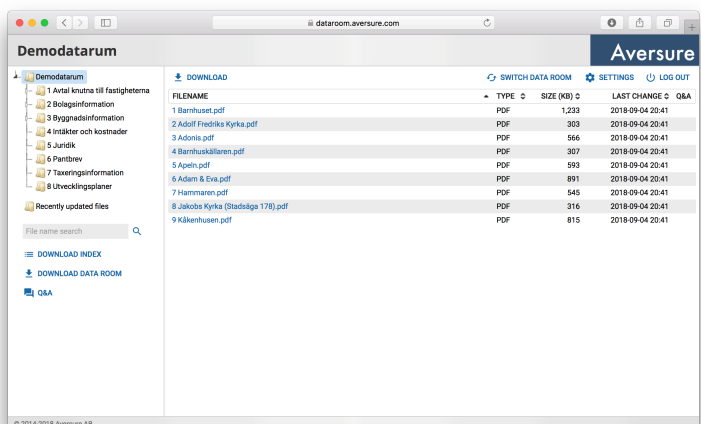 dataroom.aversure.com
Demodatarum
Aversure
Demodatarum
1 Avtal knutna till fastigheterna
2 Bolagsinformation
3 Byggnadsinformation
4 Intäkter och kostnader
5 Juridik
6 Pantbrev
7 Taxeringsinformation
8 Utvecklingsplaner
Recently updated files
File name search
DOWNLOAD INDEX
DOWNLOAD DATA ROOM
Q&A
DOWNLOAD SWITCH DATA ROOM SETTINGS LOG OUT
FILENAME TYPE SIZE (KB) LAST CHANGE Q&A
1 Barnhuset.pdf PDF 1,233 2018-09-04 20:41
2 Adolf Fredriks Kyrka.pdf PDF 303 2018-09-04 20:41
3 Adonis.pdf PDF 566 2018-09-04 20:41
4 Barnhuskällaren.pdf PDF 307 2018-09-04 20:41
5 Apeln.pdf PDF 593 2018-09-04 20:41
6 Adam & Eva.pdf PDF 891 2018-09-04 20:41
7 Hammaren.pdf PDF 545 2018-09-04 20:41
8 Jakobs Kyrka (Stadsäga 178).pdf PDF 316 2018-09-04 20:41
9 Kåkenhusen.pdf PDF 815 2018-09-04 20:41
© 2014-2018 Aversure AB